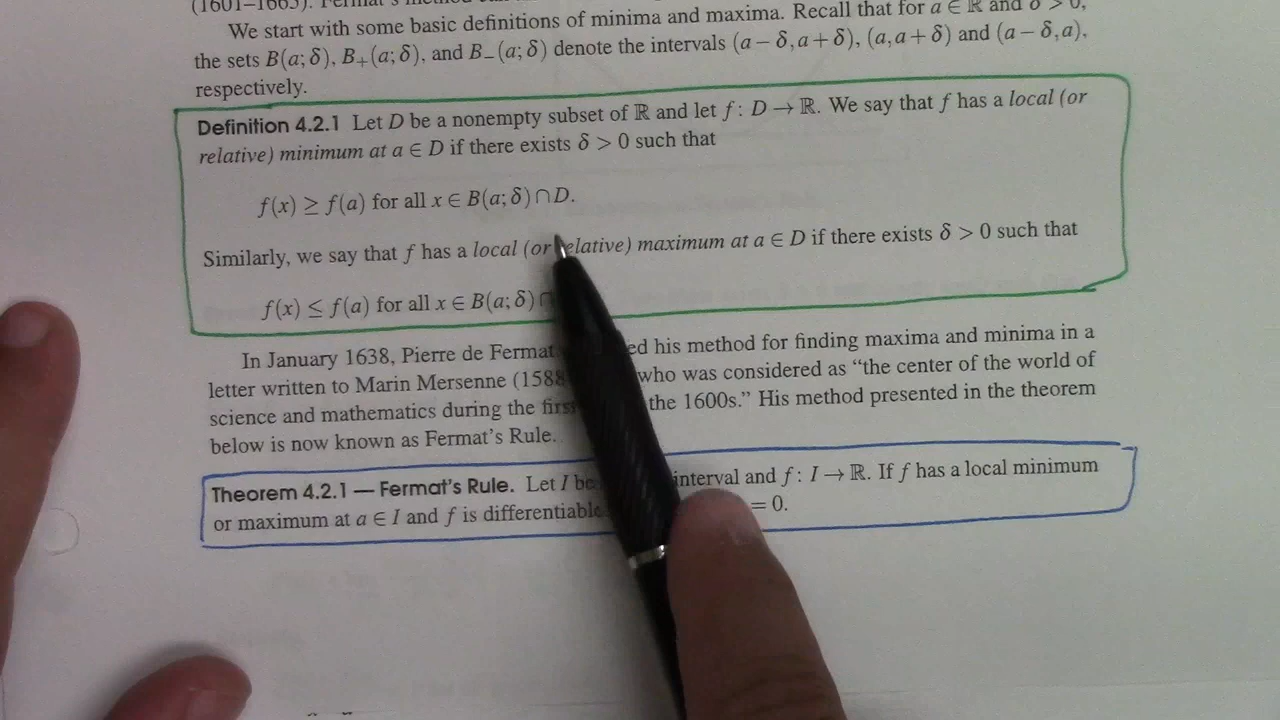 We start with some basic definitions of minima and maxima. Recall that for a ∈ ℝ and δ > 0,
the sets B(a; δ), B₊(a; δ), and B₋(a; δ) denote the intervals (a − δ, a + δ), (a, a + δ) and (a − δ, a),
respectively.
Definition 4.2.1 Let D be a nonempty subset of ℝ and let f : D → ℝ. We say that f has a local (or
relative) minimum at a ∈ D if there exists δ > 0 such that
f(x) ≥ f(a) for all x ∈ B(a; δ) ∩ D.
Similarly, we say that f has a local (or relative) maximum at a ∈ D if there exists δ > 0 such that
f(x) ≤ f(a) for all x ∈ B(a; δ) ∩
In January 1638, Pierre de Fermat ed his method for finding maxima and minima in a
letter written to Marin Mersenne (1588 who was considered as “the center of the world of
science and mathematics during the first the 1600s.” His method presented in the theorem
below is now known as Fermat’s Rule.
Theorem 4.2.1 — Fermat’s Rule. Let I be interval and f : I → ℝ. If f has a local minimum
or maximum at a ∈ I and f is differentiable = 0.